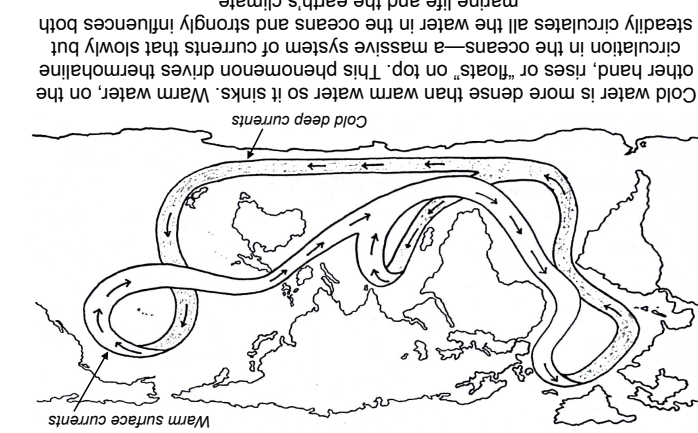 Warm surface currents
Cold deep currents
Cold water is more dense than warm water so it sinks. Warm water, on the
other hand, rises or "floats" on top. This phenomenon drives thermohaline
circulation in the oceans—a massive system of currents that slowly but
steadily circulates all the water in the oceans and strongly influences both
marine life and the earth's climate